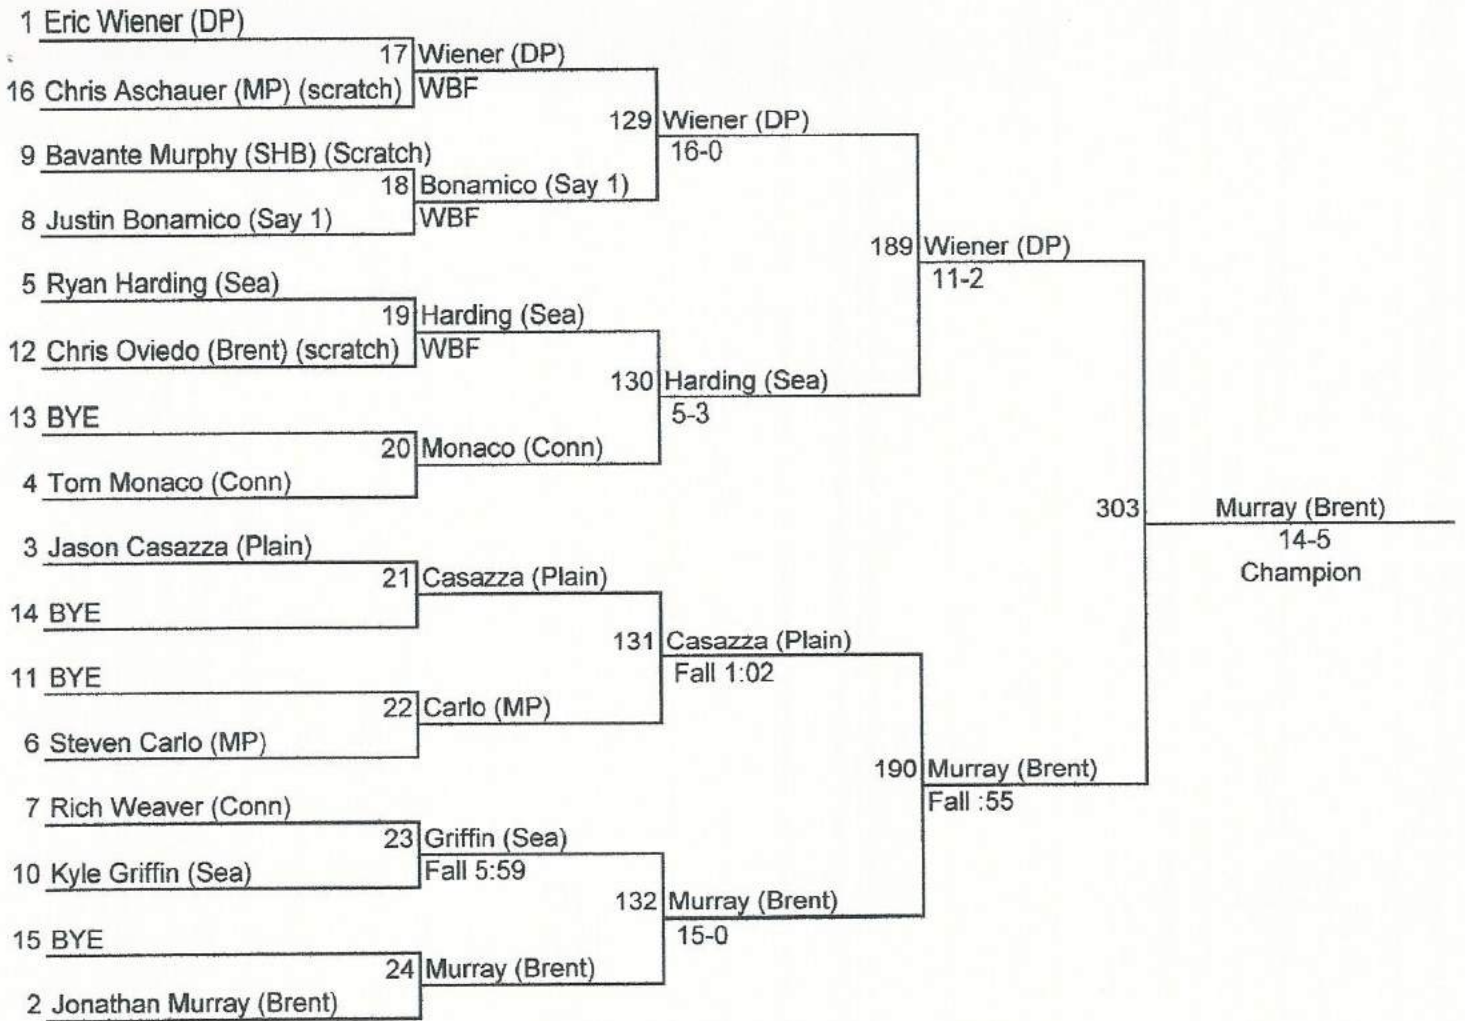 1 Eric Wiener (DP)
17 Wiener (DP)
16 Chris Aschauer (MP) (scratch) WBF
129 Wiener (DP)
16-0
9 Bavante Murphy (SHB) (Scratch)
18 Bonamico (Say 1)
8 Justin Bonamico (Say 1) WBF
189 Wiener (DP)
11-2
5 Ryan Harding (Sea)
19 Harding (Sea)
12 Chris Oviedo (Brent) (scratch) WBF
130 Harding (Sea)
5-3
13 BYE
20 Monaco (Conn)
4 Tom Monaco (Conn)
303 Murray (Brent)
14-5
Champion
3 Jason Casazza (Plain)
21 Casazza (Plain)
14 BYE
131 Casazza (Plain)
Fall 1:02
11 BYE
22 Carlo (MP)
6 Steven Carlo (MP)
190 Murray (Brent)
Fall :55
7 Rich Weaver (Conn)
23 Griffin (Sea)
10 Kyle Griffin (Sea) Fall 5:59
132 Murray (Brent)
15-0
15 BYE
24 Murray (Brent)
2 Jonathan Murray (Brent)